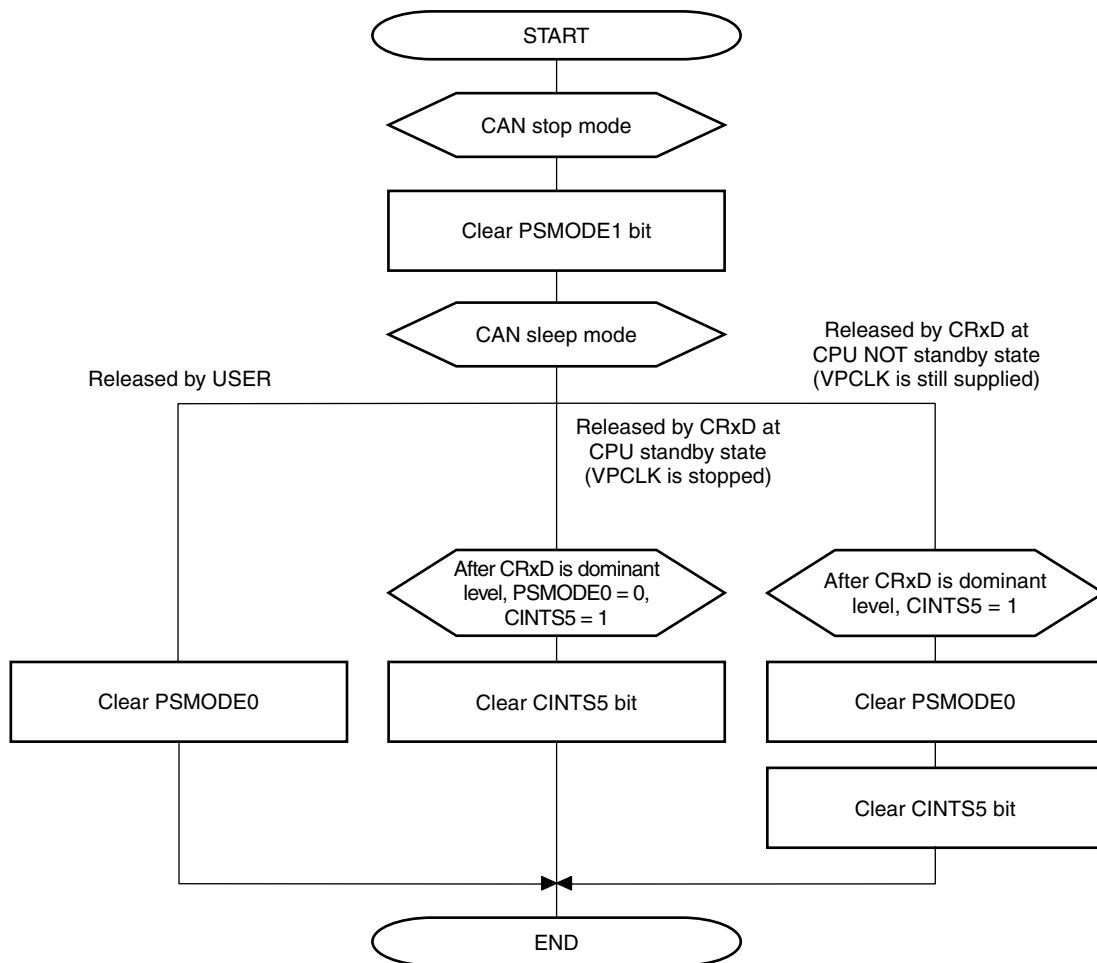 START
CAN stop mode
Clear PSMODE1 bit
CAN sleep mode
Released by USER
Released by CRxD at
CPU standby state
(VPCLK is stopped)
Released by CRxD at
CPU NOT standby state
(VPCLK is still supplied)
After CRxD is dominant
level, PSMODE0 = 0,
CINTS5 = 1
After CRxD is dominant
level, CINTS5 = 1
Clear PSMODE0
Clear CINTS5 bit
Clear PSMODE0
Clear CINTS5 bit
END